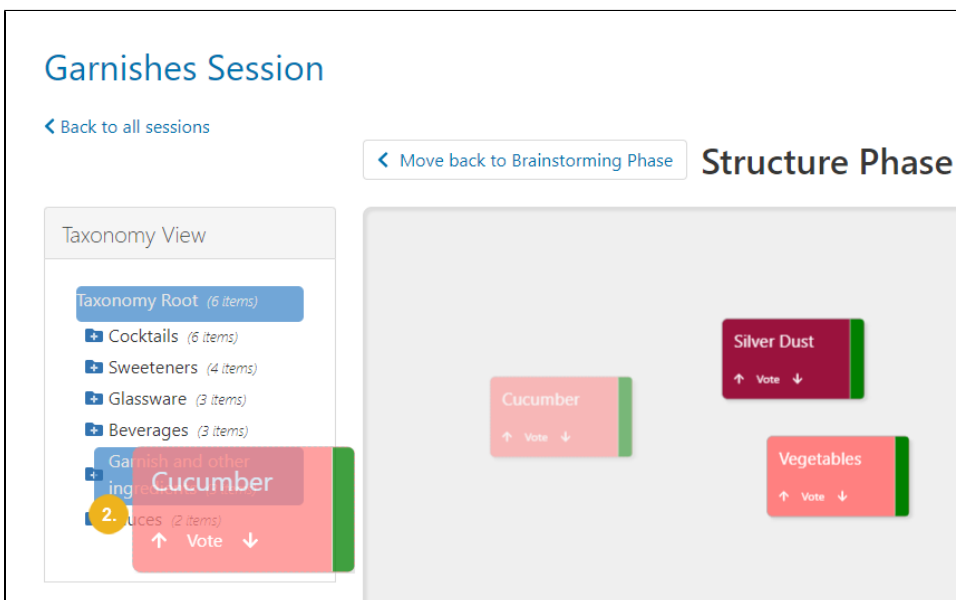 Garnishes Session
Back to all sessions
Move back to Brainstorming Phase
Structure Phase
Taxonomy View
Taxonomy Root (6 items)
Cocktails (6 items)
Sweeteners (4 items)
Glassware (3 items)
Beverages (3 items)
Garnish and other
Cucumber
Vote
2.
(2 items)
Cucumber
Vote
Silver Dust
Vote
Vegetables
Vote